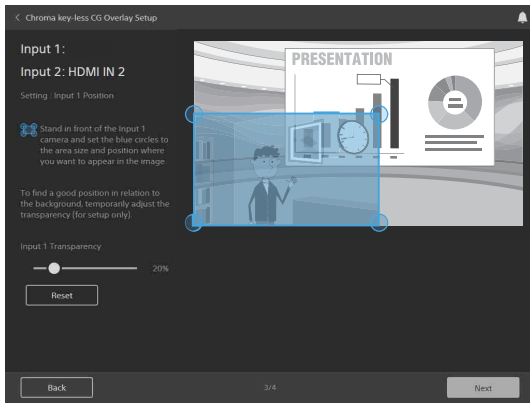 < Chroma key-less CG Overlay Setup
Input 1:
Input 2: HDMI IN 2
Setting : Input 1 Position
Stand in front of the Input 1
camera and set the blue circles to
the area size and position where
you want to appear in the image
To find a good position in relation to
the background, temporarily adjust the
transparency (for setup only).
Input 1 Transparency
20%
Reset
PRESENTATION
Back
3/4
Next